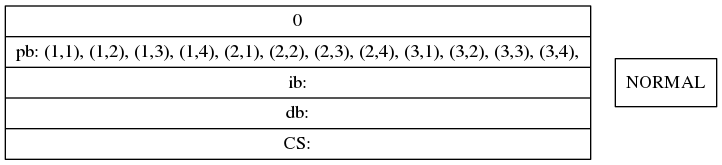 0
pb: (1,1), (1,2), (1,3), (1,4), (2,1), (2,2), (2,3), (2,4), (3,1), (3,2), (3,3), (3,4),
ib:
db:
CS:
NORMAL